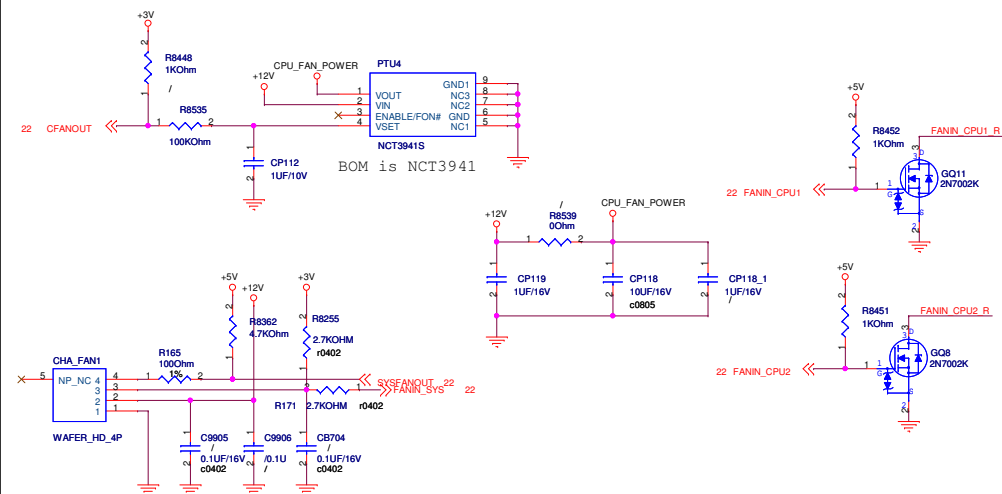 +3V
R8448
1KOhm
/
R8535
100KOhm
22 CFANOUT
CP112
1UF/10V
+12V
CPU_FAN_POWER
PTU4
1 VOUT
2 VIN
3 ENABLE/FON#
4 VSET
GND1 9
NC3 8
NC2 7
GND 6
NC1 5
NCT3941S
BOM is NCT3941
+12V
/
R8539
0Ohm
CPU_FAN_POWER
CP119
1UF/16V
CP118
10UF/16V
c0805
CP118_1
1UF/16V
/
+5V
R8452
1KOhm
FANIN_CPU1_R
22 FANIN_CPU1
GQ11
2N7002K
+5V
R8451
1KOhm
FANIN_CPU2_R
22 FANIN_CPU2
GQ8
2N7002K
+5V
+12V
+3V
R8362
4.7KOhm
R8255
2.7KOHM
r0402
CHA_FAN1
5 NP_NC 4
3
2
1
WAFER_HD_4P
R165
100Ohm
1%
SYSFANOUT 22
FANIN_SYS 22
R171 2.7KOHM r0402
C9905
/
0.1UF/16V
c0402
C9906
/0.1U
/
CB704
/
0.1UF/16V
c0402